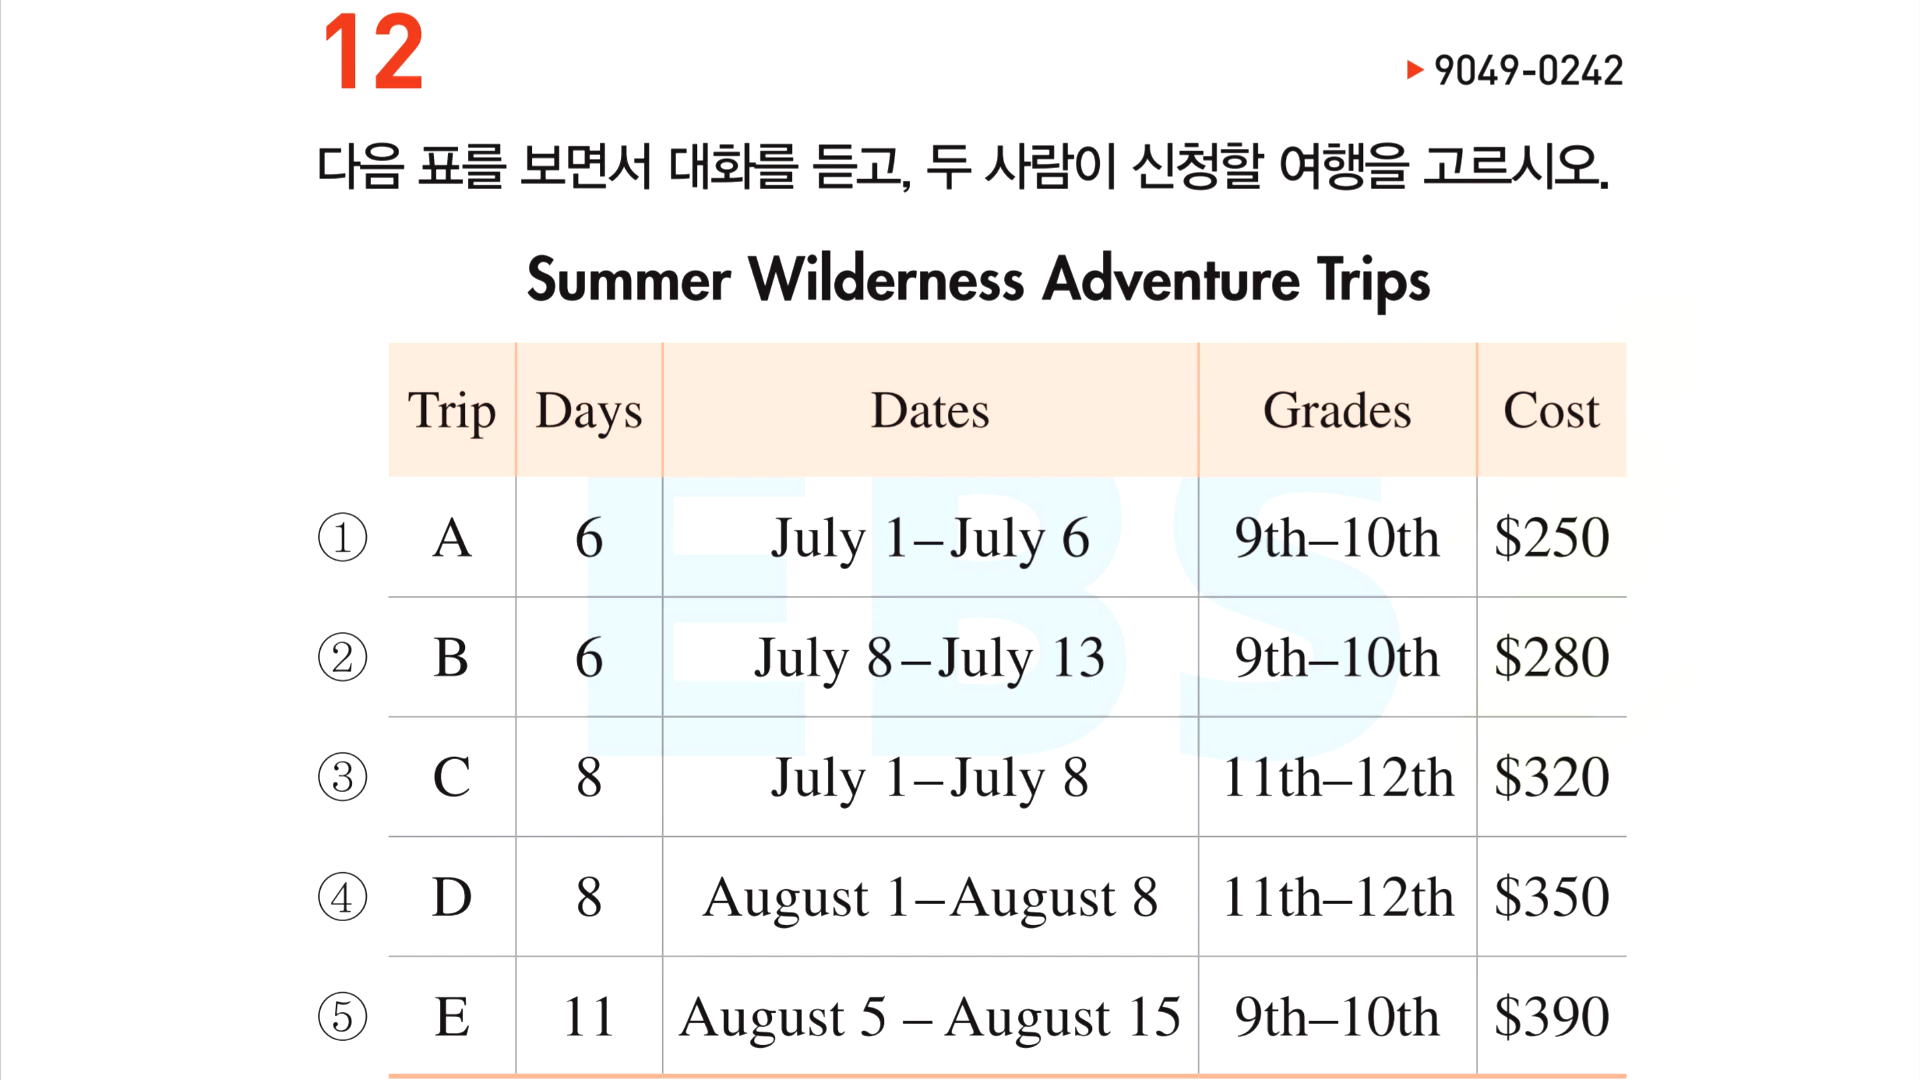 12
▶ 9049-0242
다음 표를 보면서 대화를 듣고, 두 사람이 신청할 여행을 고르시오.
Summer Wilderness Adventure Trips
Trip Days Dates Grades Cost
① A 6 July 1–July 6 9th–10th $250
② B 6 July 8–July 13 9th–10th $280
③ C 8 July 1–July 8 11th–12th $320
④ D 8 August 1–August 8 11th–12th $350
⑤ E 11 August 5 – August 15 9th–10th $390
EBS